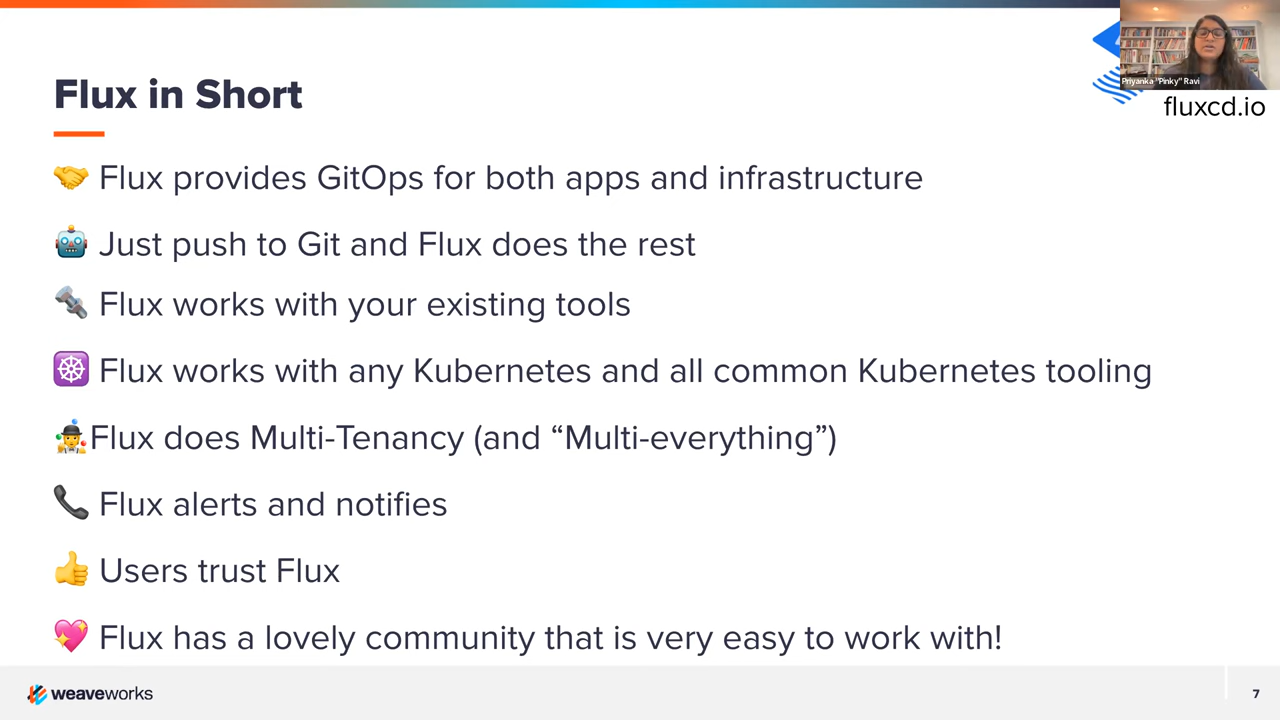 Priyanka "Pinky" Ravi
fluxcd.io
Flux in Short
Flux provides GitOps for both apps and infrastructure
Just push to Git and Flux does the rest
Flux works with your existing tools
Flux works with any Kubernetes and all common Kubernetes tooling
Flux does Multi-Tenancy (and “Multi-everything”)
Flux alerts and notifies
Users trust Flux
Flux has a lovely community that is very easy to work with!
weaveworks
7